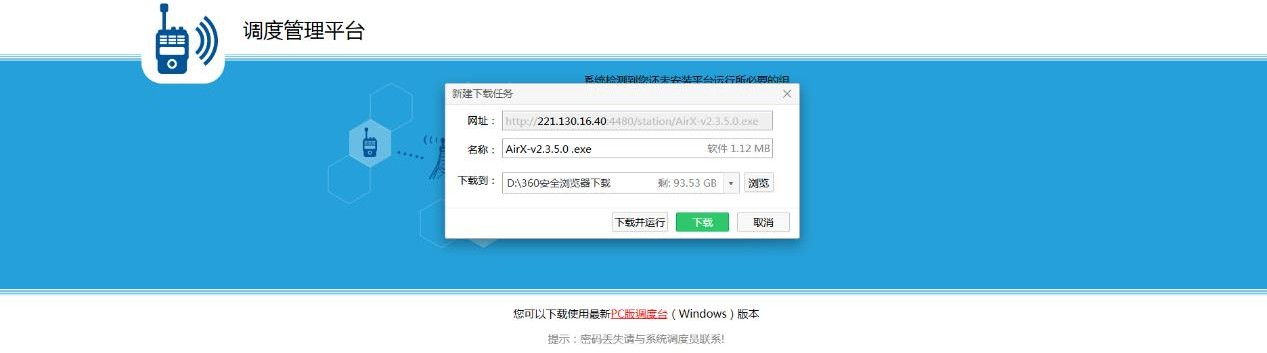 调度管理平台
系统检测到您还未安装平台运行所必要的组
新建下载任务
网址： http://221.130.16.40:4480/station/AirX-v2.3.5.0.exe
名称： AirX-v2.3.5.0 .exe 软件 1.12 MB
下载到： D:\360安全浏览器下载 剩: 93.53 GB 浏览
下载并运行 下载 取消
您可以下载使用最新PC版调度台（Windows）版本
提示：密码丢失请与系统调度员联系!